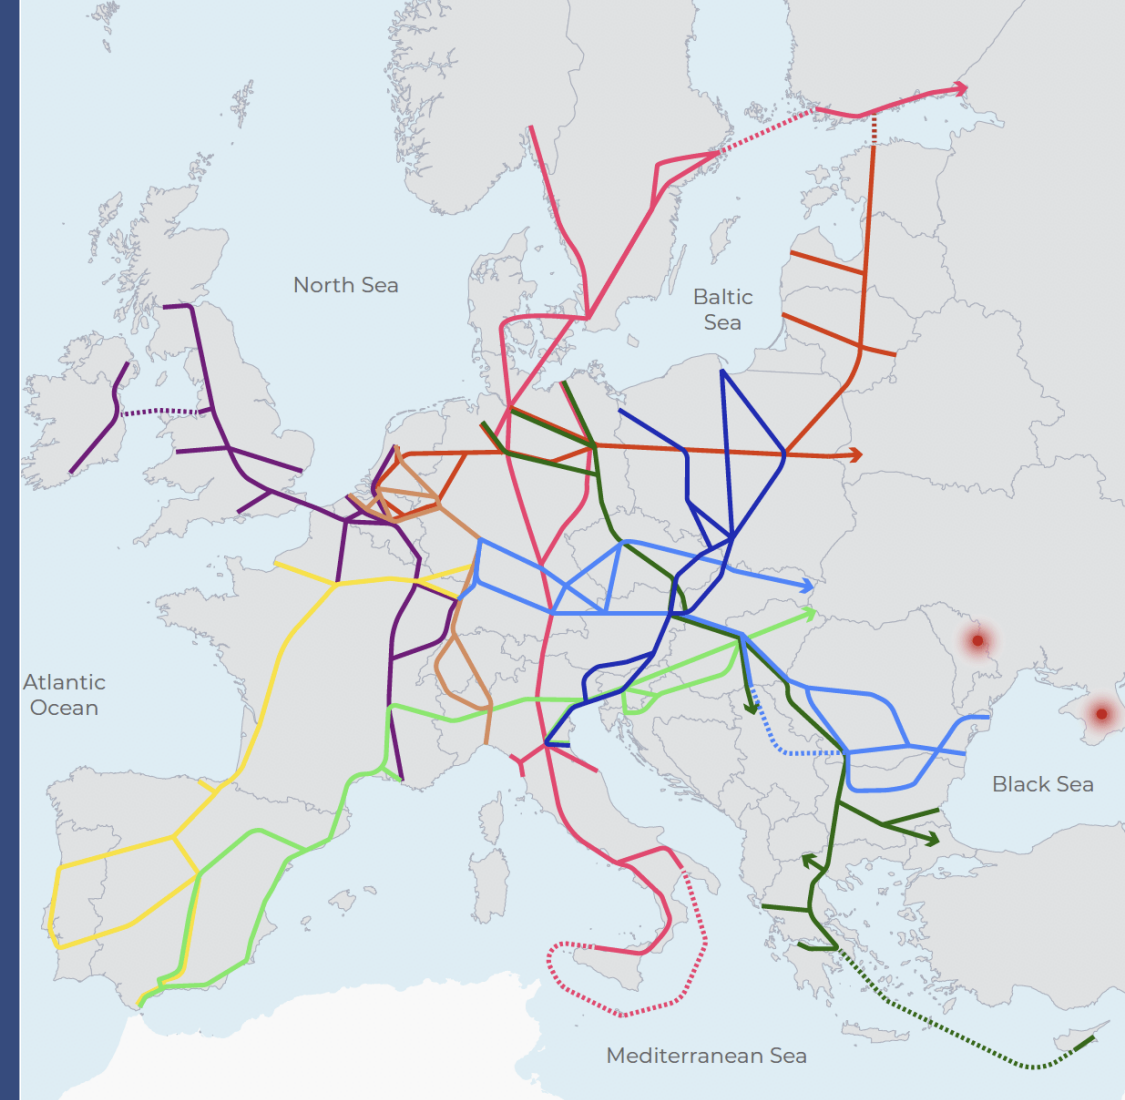 North Sea
Baltic
Sea
Atlantic
Ocean
Black Sea
Mediterranean Sea